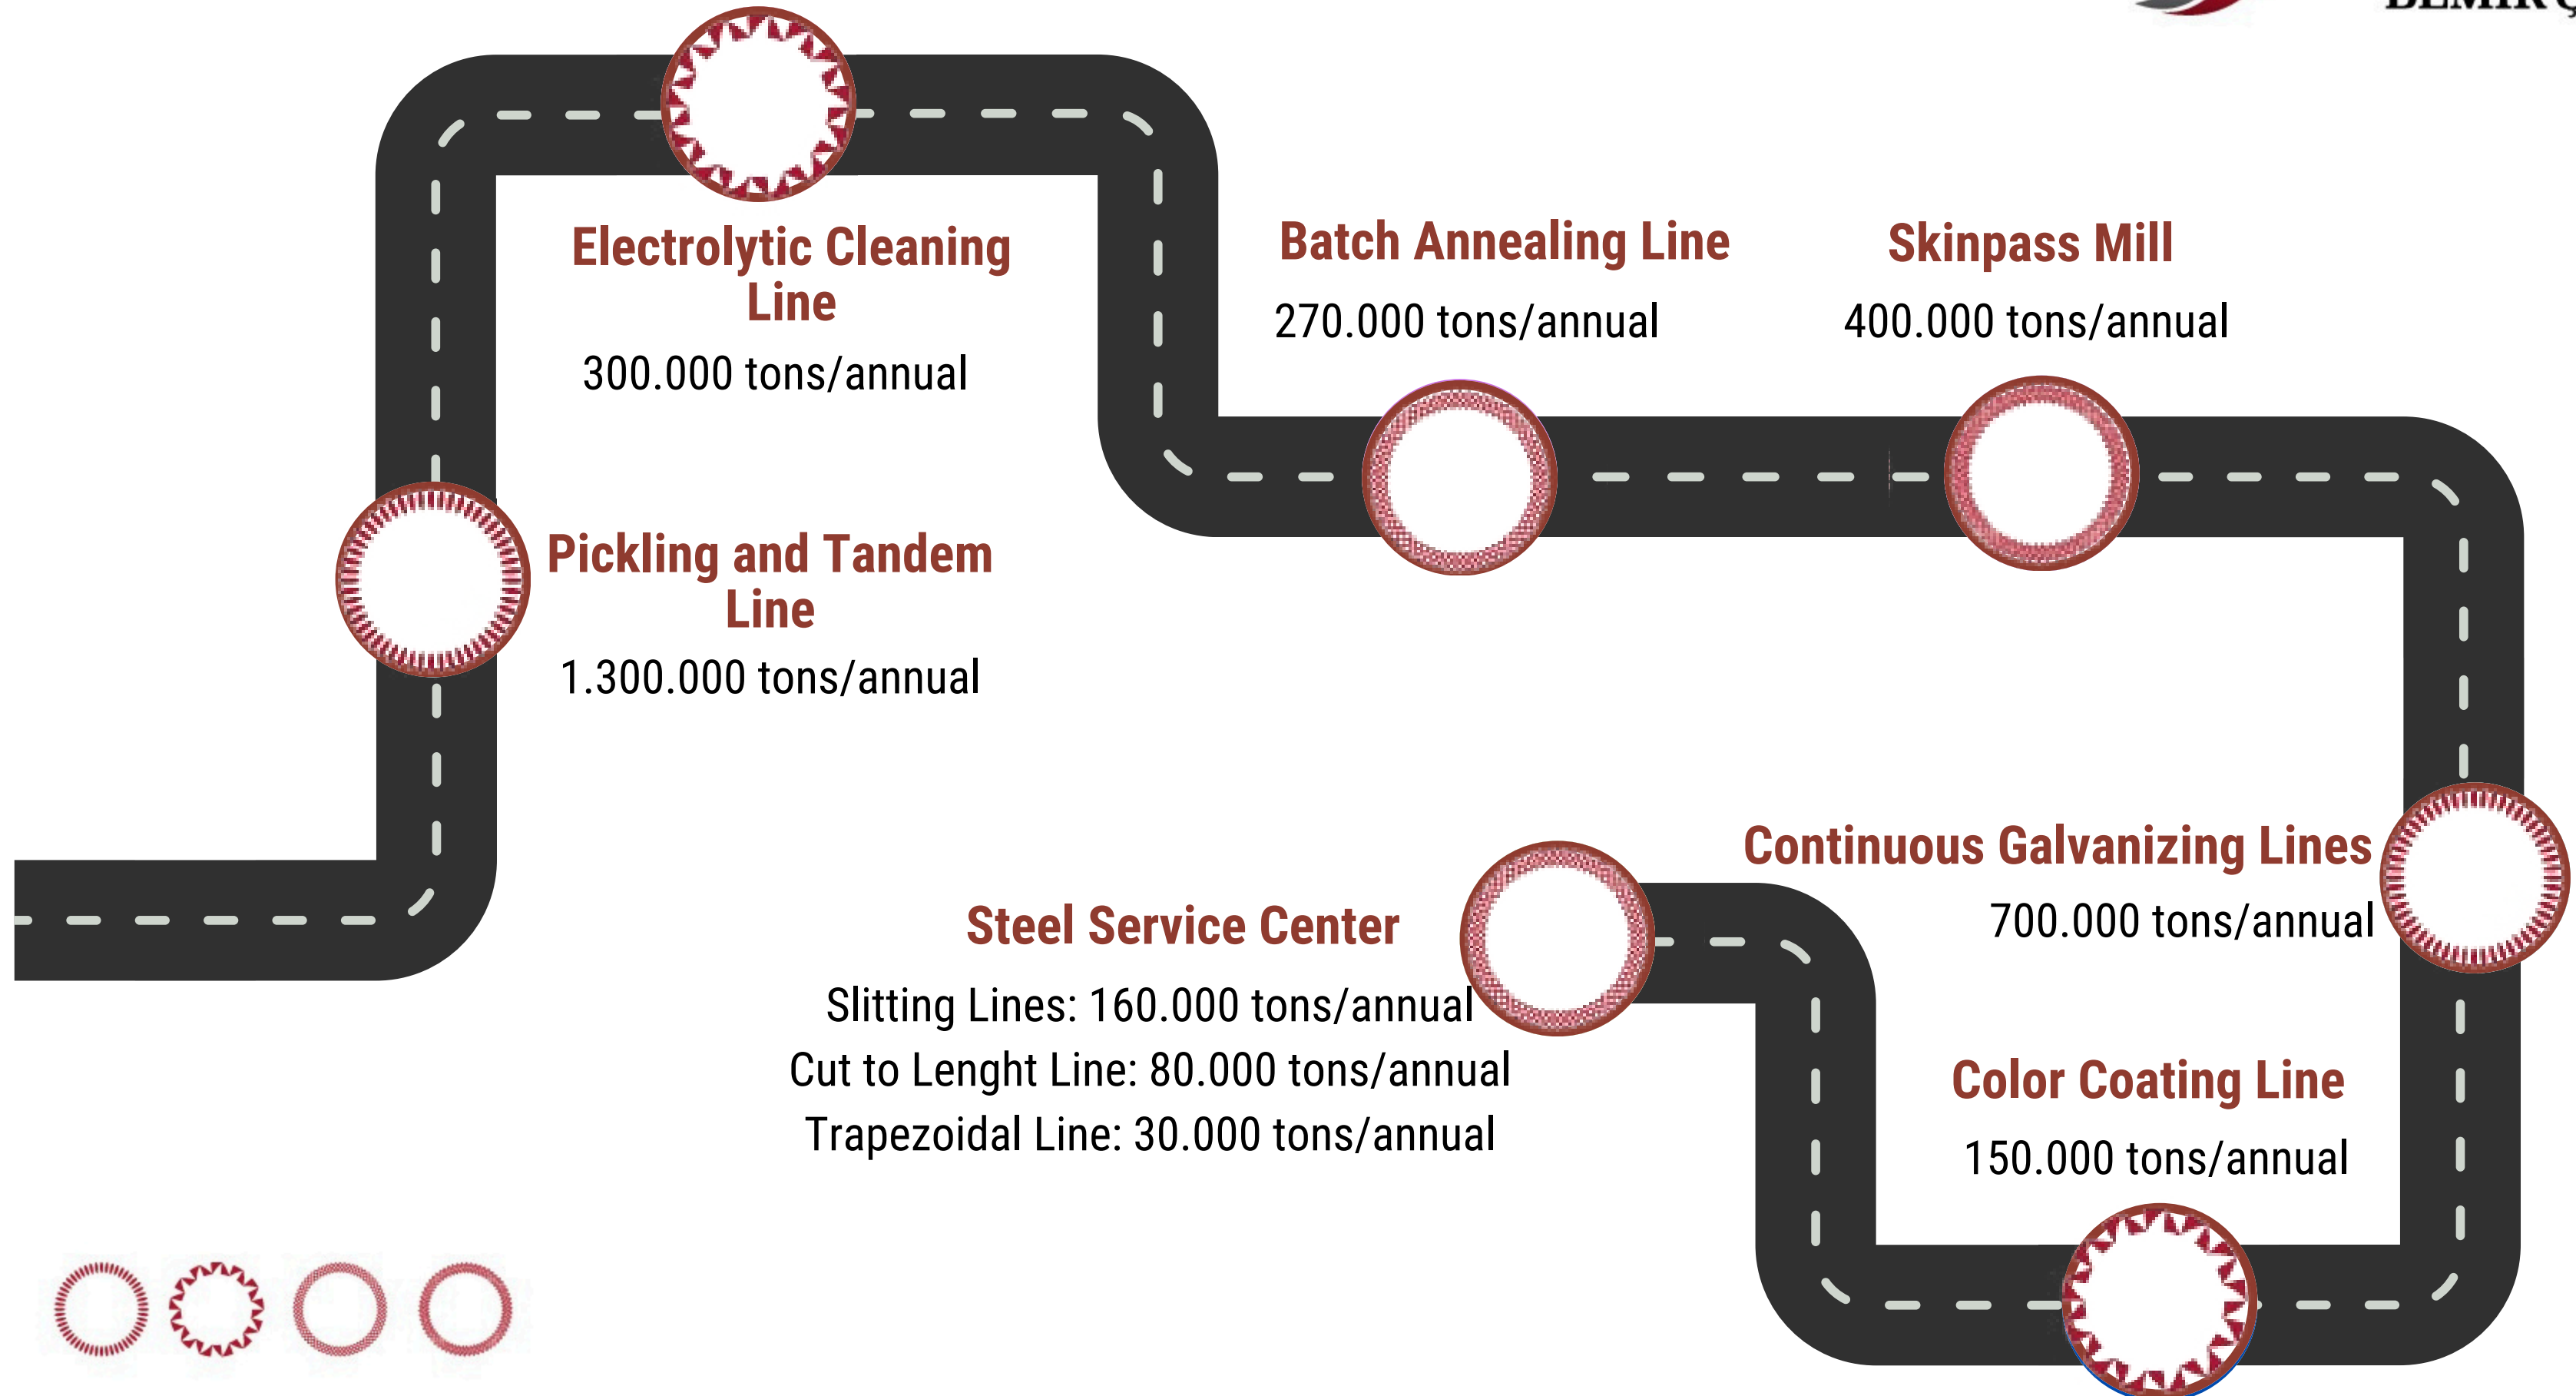 Electrolytic Cleaning
Line
300.000 tons/annual
Pickling and Tandem
Line
1.300.000 tons/annual
Batch Annealing Line
270.000 tons/annual
Skinpass Mill
400.000 tons/annual
Continuous Galvanizing Lines
700.000 tons/annual
Color Coating Line
150.000 tons/annual
Steel Service Center
Slitting Lines: 160.000 tons/annual
Cut to Lenght Line: 80.000 tons/annual
Trapezoidal Line: 30.000 tons/annual